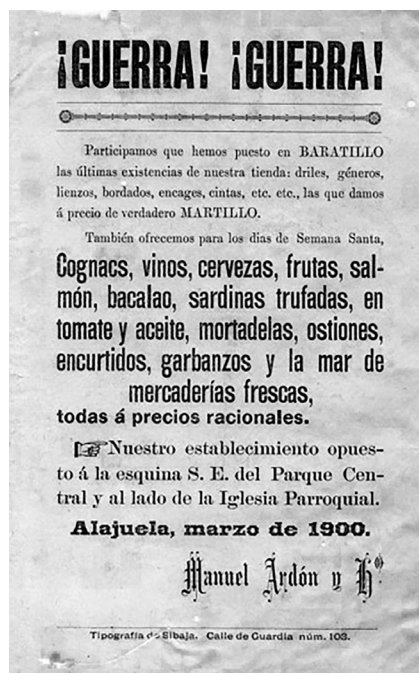 ¡GUERRA! ¡GUERRA!
Participamos que hemos puesto en BARATILLO
las últimas existencias de nuestra tienda: driles, géneros,
lienzos, bordados, encages, cintas, etc. etc., las que damos
á precio de verdadero MARTILLO.
También ofrecemos para los dias de Semana Santa,
Cognacs, vinos, cervezas, frutas, sal-
món, bacalao, sardinas trufadas, en
tomate y aceite, mortadelas, ostiones,
encurtidos, garbanzos y la mar de
mercaderías frescas,
todas á precios racionales.
Nuestro establecimiento opues-
to á la esquina S. E. del Parque Cen-
tral y al lado de la Iglesia Parroquial.
Alajuela, marzo de 1900.
Manuel Ardón y Hº
Tipografía de Sibaja. Calle de Guardia núm. 103.